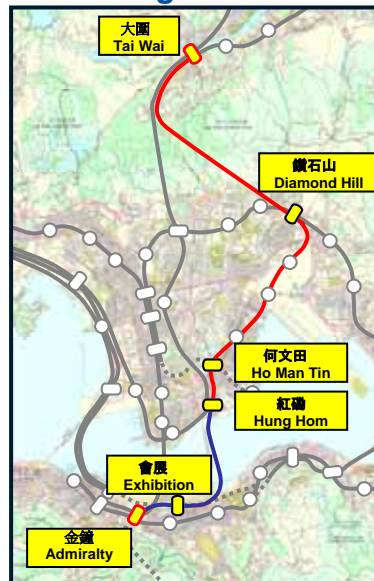 大圍
Tai Wai
鑽石山
Diamond Hill
何文田
Ho Man Tin
紅磡
Hung Hom
會展
Exhibition
金鐘
Admiralty